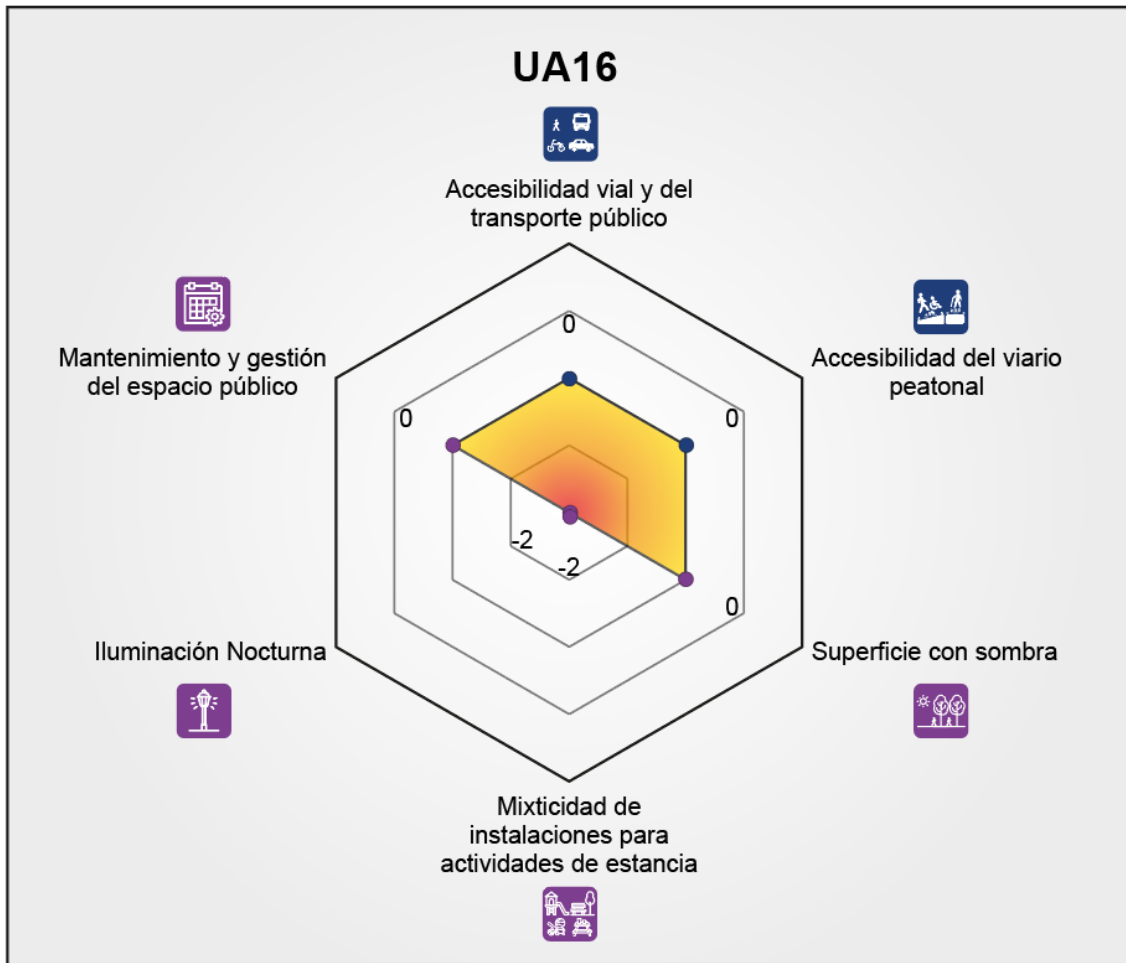 UA16
Accesibilidad vial y del
transporte público
Mantenimiento y gestión
del espacio público
Accesibilidad del viario
peatonal
0
0
0
-2
-2
0
Iluminación Nocturna
Superficie con sombra
Mixticidad de
instalaciones para
actividades de estancia